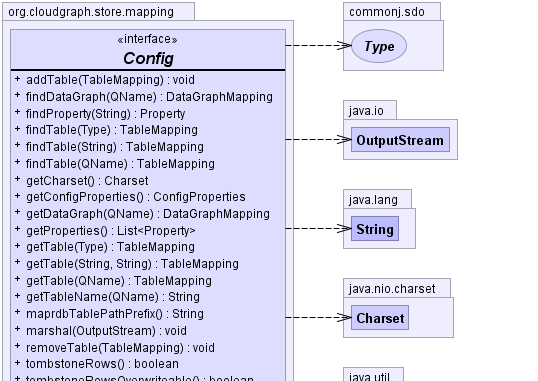 org.cloudgraph.store.mapping
«interface»
Config
+ addTable(TableMapping) : void
+ findDataGraph(QName) : DataGraphMapping
+ findProperty(String) : Property
+ findTable(Type) : TableMapping
+ findTable(String) : TableMapping
+ findTable(QName) : TableMapping
+ getCharset() : Charset
+ getConfigProperties() : ConfigProperties
+ getDataGraph(QName) : DataGraphMapping
+ getProperties() : List<Property>
+ getTable(Type) : TableMapping
+ getTable(String, String) : TableMapping
+ getTable(QName) : TableMapping
+ getTableName(QName) : String
+ maprdbTablePathPrefix() : String
+ marshal(OutputStream) : void
+ removeTable(TableMapping) : void
+ tombstoneRows() : boolean
+ tombstoneRowsOverwriteable() : boolean
commonj.sdo
Type
java.io
OutputStream
java.lang
String
java.nio.charset
Charset
java.util